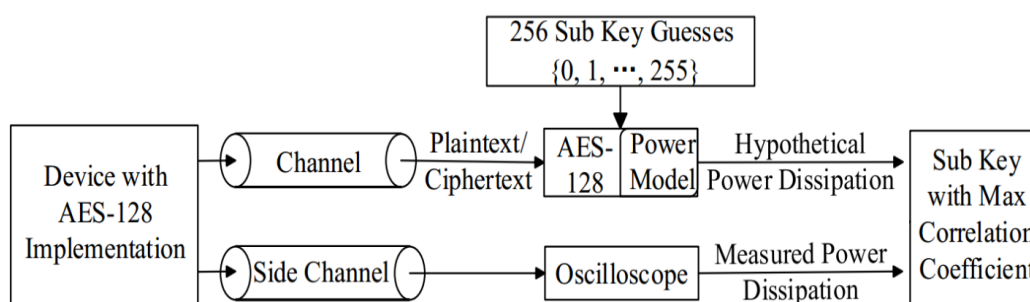 256 Sub Key Guesses
{0, 1, ⋯, 255}
Device with
AES-128
Implementation
Channel
Plaintext/
Ciphertext
AES-
128
Power
Model
Hypothetical
Power Dissipation
Sub Key
with Max
Correlation
Coefficient
Side Channel
Oscilloscope
Measured Power
Dissipation